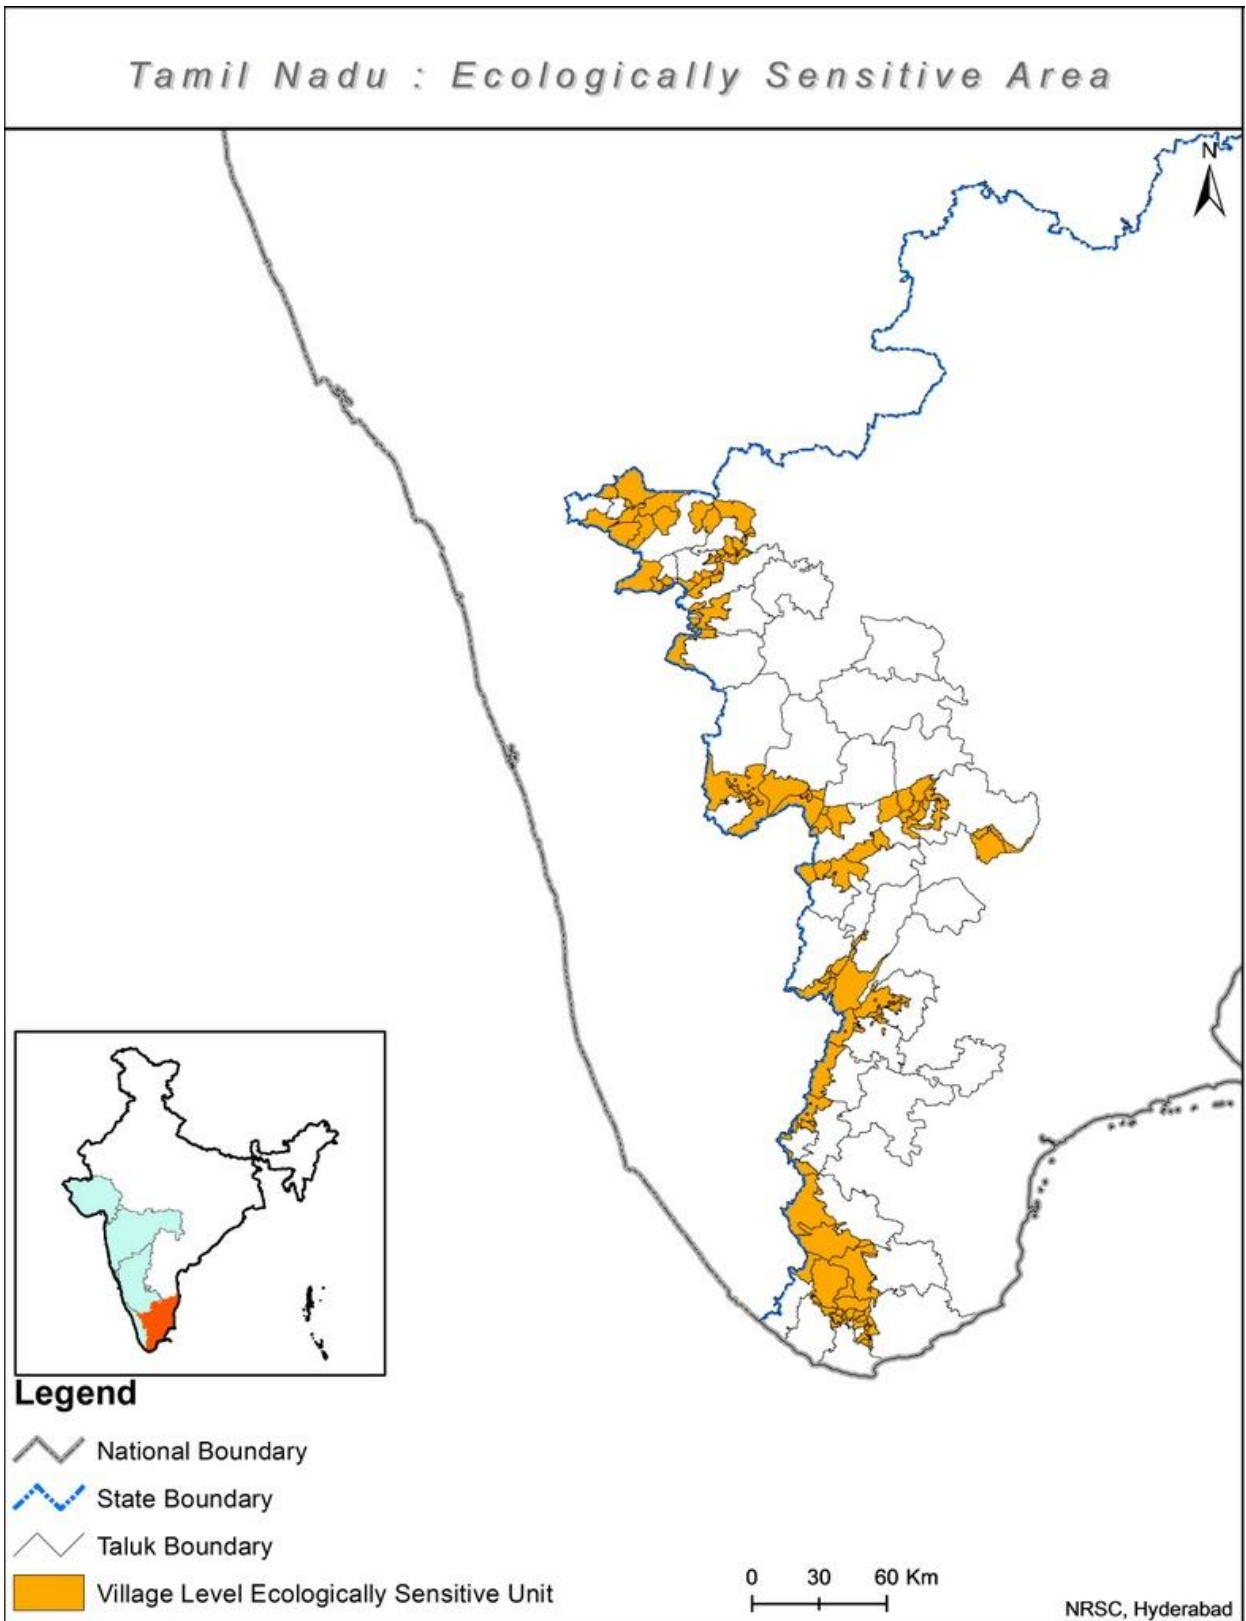 Tamil Nadu : Ecologically Sensitive Area
N
Legend
National Boundary
State Boundary
Taluk Boundary
Village Level Ecologically Sensitive Unit
0 30 60 Km
NRSC, Hyderabad